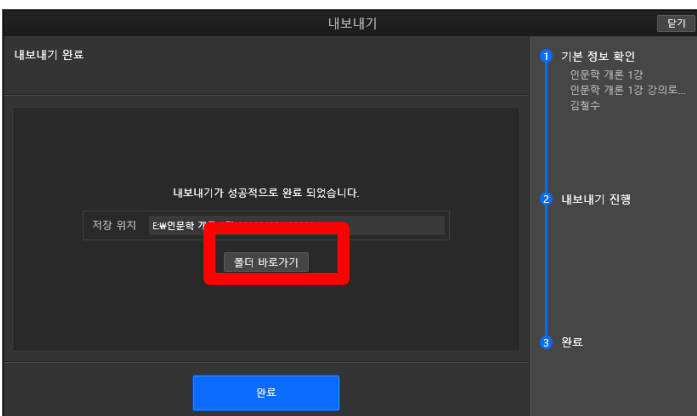 내보내기
닫기
내보내기 완료
내보내기가 성공적으로 완료 되었습니다.
저장 위치 E:₩인문학
폴더 바로가기
완료
1 기본 정보 확인
인문학 개론 1강
인문학 개론 1강 강의로...
김철수
2 내보내기 진행
3 완료